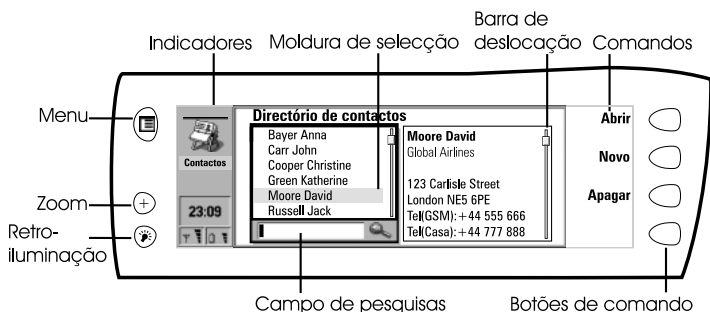 Indicadores
Moldura de selecção
Barra de
deslocação
Comandos
Menu
Zoom
Retro-
iluminação
Contactos
23:09
Directório de contactos
Bayer Anna
Carr John
Cooper Christine
Green Katherine
Moore David
Russell Jack
Moore David
Global Airlines
123 Carlisle Street
London NE5 6PE
Tel(GSM):+44 555 666
Tel(Casa):+44 777 888
Abrir
Novo
Apagar
Campo de pesquisas
Botões de comando